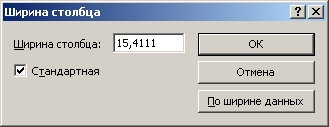 Ширина столбца
Ширина столбца: 15,4111 OK
Стандартная Отмена
По ширине данных